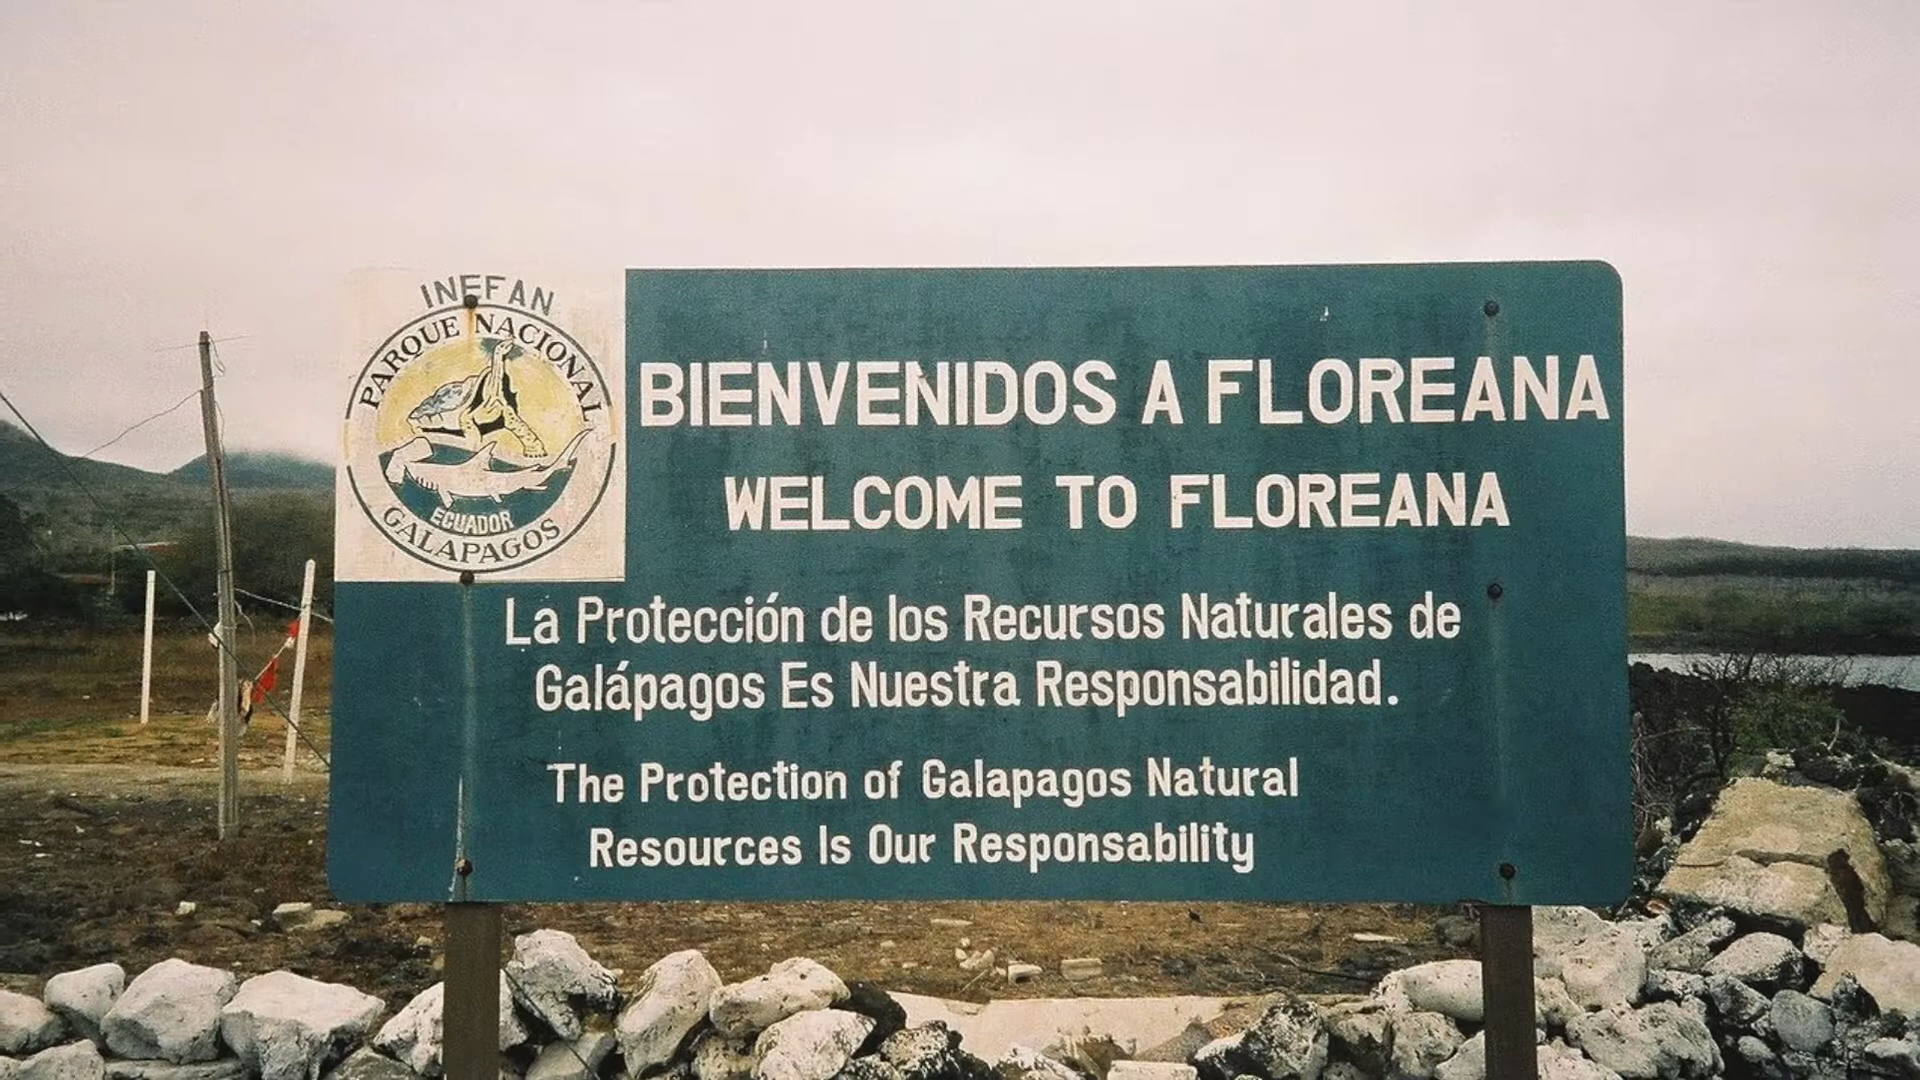 INEFAN
PARQUE NACIONAL
ECUADOR
GALAPAGOS
BIENVENIDOS A FLOREANA
WELCOME TO FLOREANA
La Protección de los Recursos Naturales de
Galápagos Es Nuestra Responsabilidad.
The Protection of Galapagos Natural
Resources Is Our Responsability